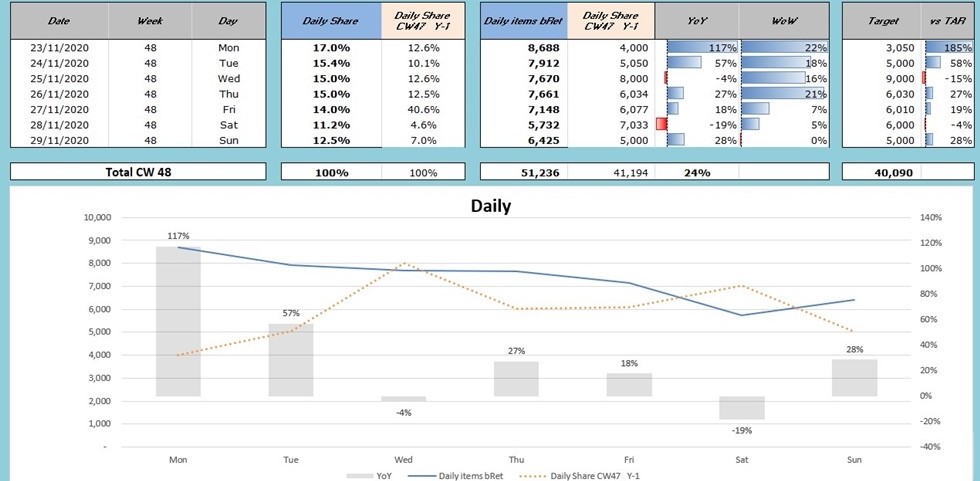 Date Week Day Daily Share Daily Share CW47 Y-1 Daily items bRet Daily Share CW47 Y-1 YoY WoW Target vs TAR
23/11/2020 48 Mon 17.0% 12.6% 8,688 4,000 117% 22% 3,050 185%
24/11/2020 48 Tue 15.4% 10.1% 7,912 5,050 57% 18% 5,000 58%
25/11/2020 48 Wed 15.0% 12.6% 7,670 8,000 -4% 16% 9,000 -15%
26/11/2020 48 Thu 15.0% 12.5% 7,661 6,034 27% 21% 6,030 27%
27/11/2020 48 Fri 14.0% 40.6% 7,148 6,077 18% 7% 6,010 19%
28/11/2020 48 Sat 11.2% 4.6% 5,732 7,033 -19% 5% 6,000 -4%
29/11/2020 48 Sun 12.5% 7.0% 6,425 5,000 28% 0% 5,000 28%
Total CW 48 100% 100% 51,236 41,194 24% 40,090
Daily
10,000 140%
117%
9,000 120%
8,000 100%
7,000 80%
6,000 60%
57%
5,000 40%
4,000 20%
27% 18% 28%
3,000 0%
2,000 -20%
-4%
1,000 -40%
-19%
-
Mon Tue Wed Thu Fri Sat Sun
YoY Daily items bRet Daily Share CW47 Y-1